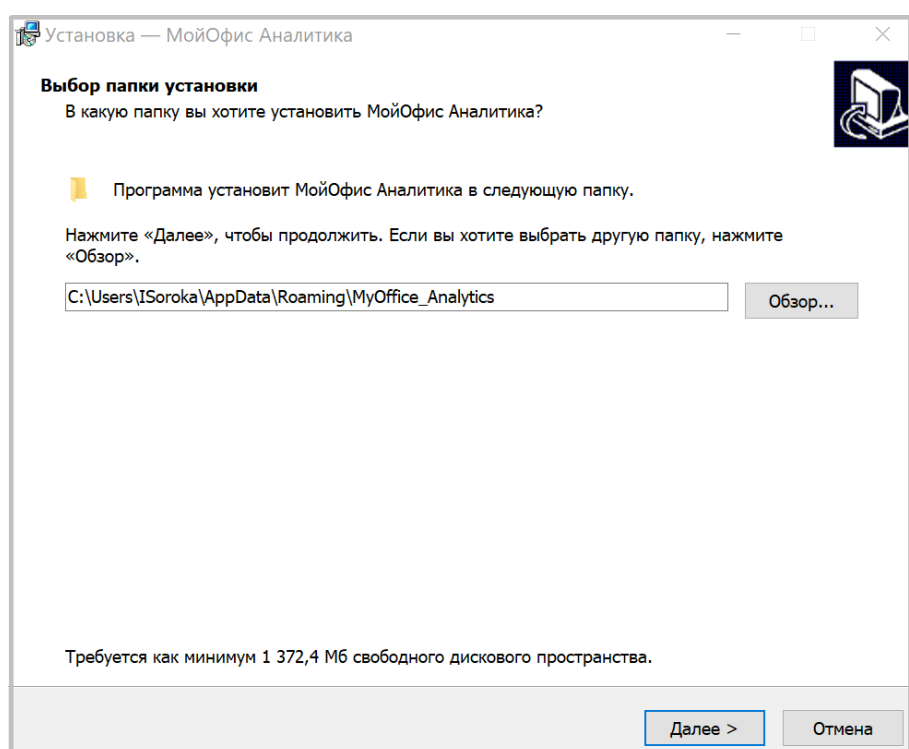 Установка — МойОфис Аналитика
Выбор папки установки
В какую папку вы хотите установить МойОфис Аналитика?
Программа установит МойОфис Аналитика в следующую папку.
Нажмите «Далее», чтобы продолжить. Если вы хотите выбрать другую папку, нажмите
«Обзор».
C:\Users\ISoroka\AppData\Roaming\MyOffice_Analytics
Обзор...
Требуется как минимум 1 372,4 Мб свободного дискового пространства.
Далее >
Отмена